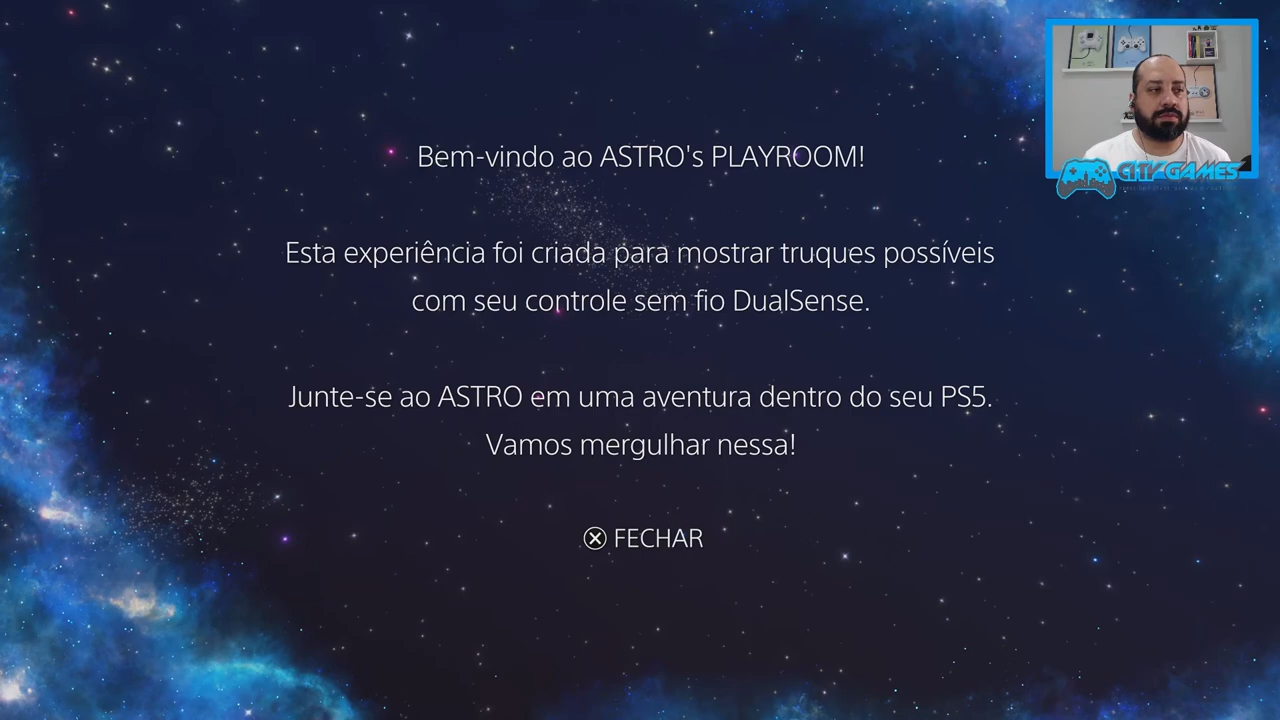 Bem-vindo ao ASTRO's PLAYROOM!
Esta experiência foi criada para mostrar truques possíveis
com seu controle sem fio DualSense.
Junte-se ao ASTRO em uma aventura dentro do seu PS5.
Vamos mergulhar nessa!
FECHAR
CITY GAMES